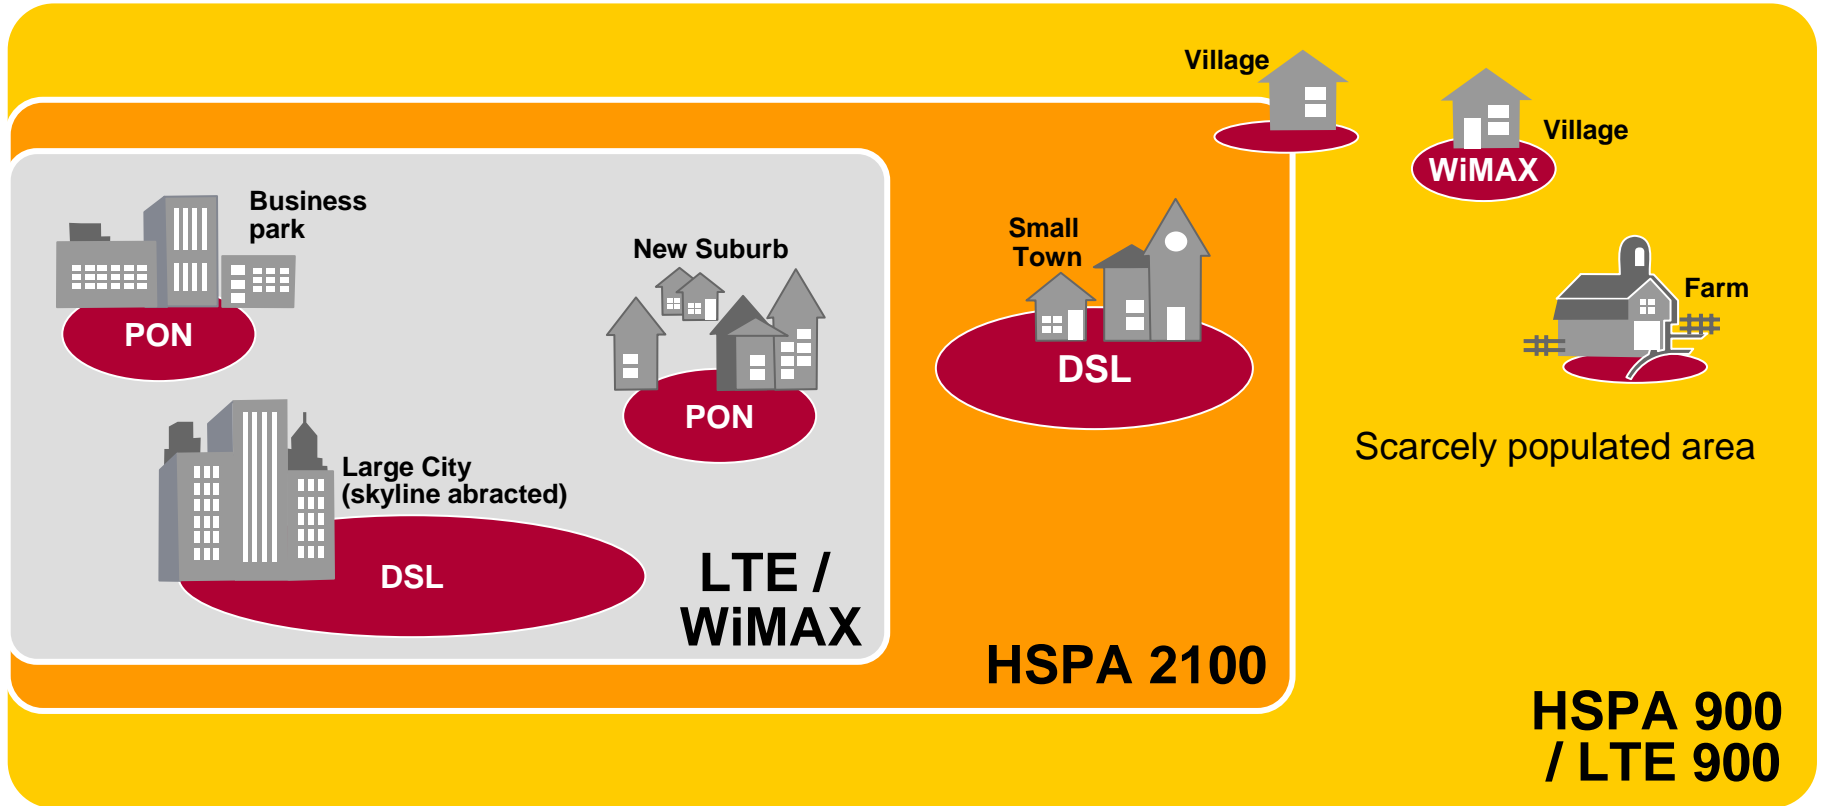 Village
Village
WiMAX
Business
park
New Suburb
Small
Town
Farm
PON
DSL
PON
Scarcely populated area
Large City
(skyline abracted)
DSL
LTE /
WiMAX
HSPA 2100
HSPA 900
/ LTE 900